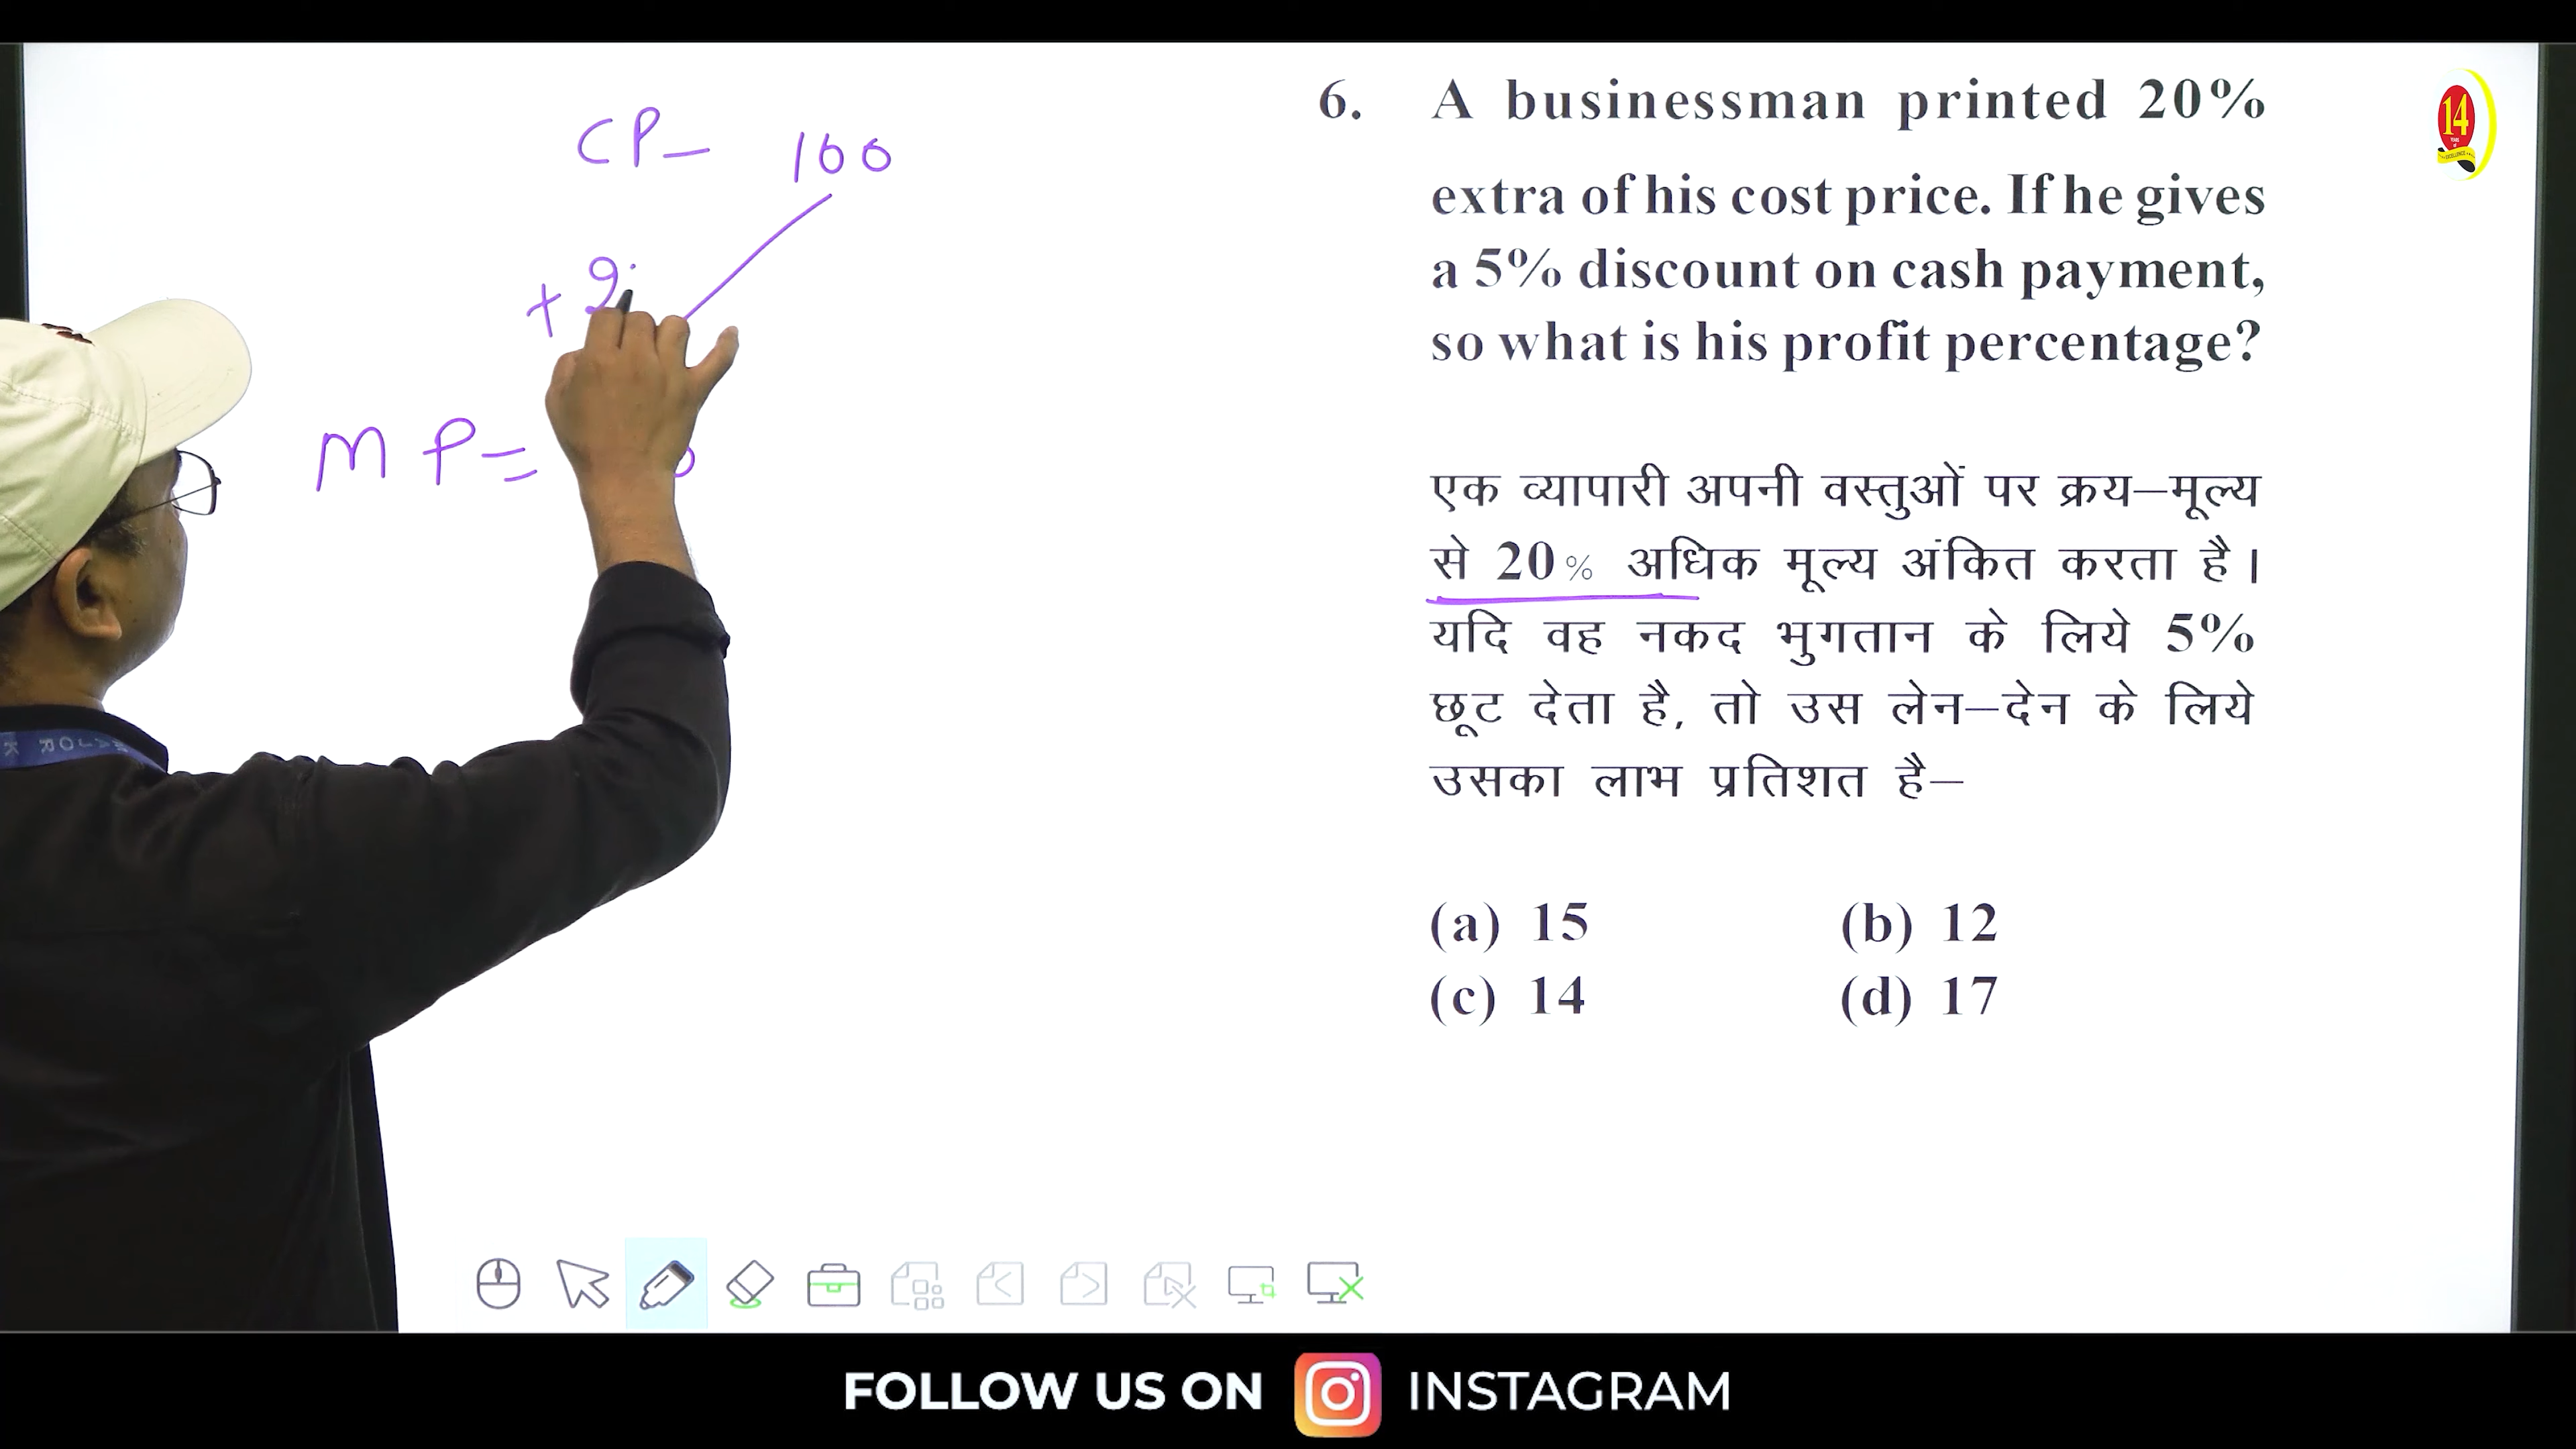 CP- 100
+ 2
M P =
6. A businessman printed 20%
extra of his cost price. If he gives
a 5% discount on cash payment,
so what is his profit percentage?
एक व्यापारी अपनी वस्तुओं पर क्रय–मूल्य
से 20% अधिक मूल्य अंकित करता है।
यदि वह नकद भुगतान के लिये 5%
छूट देता है, तो उस लेन–देन के लिये
उसका लाभ प्रतिशत है–
(a) 15 (b) 12
(c) 14 (d) 17
14
FOLLOW US ON INSTAGRAM